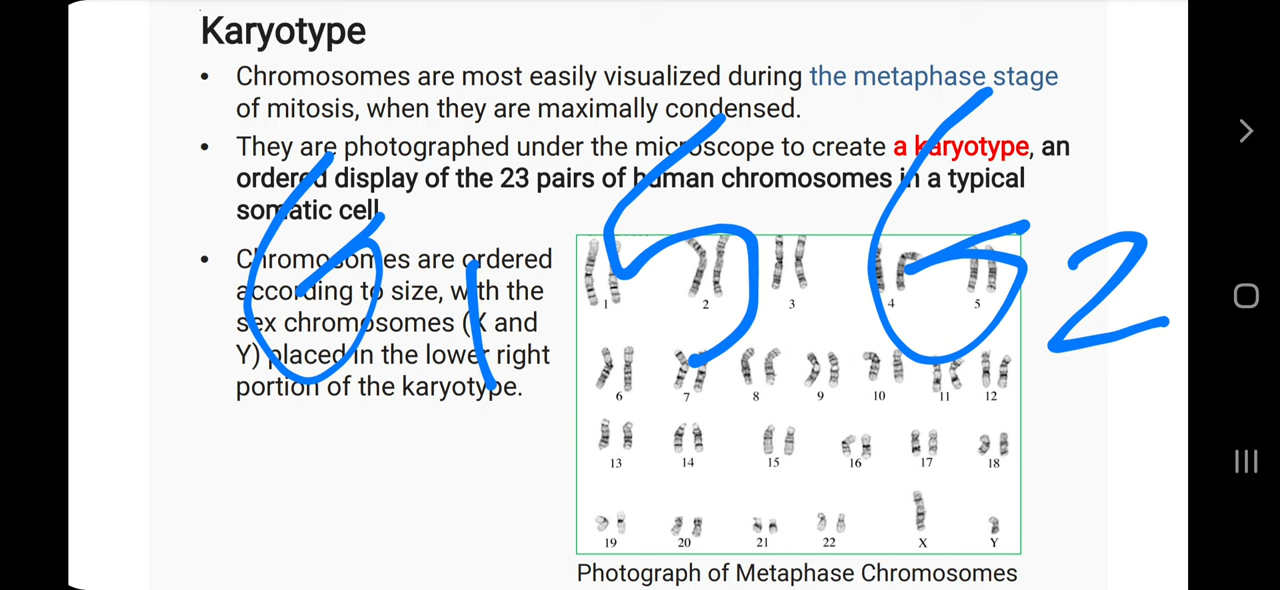 Karyotype
• Chromosomes are most easily visualized during the metaphase stage
of mitosis, when they are maximally condensed.
• They are photographed under the microscope to create a karyotype, an
ordered display of the 23 pairs of human chromosomes in a typical
somatic cell
• Chromosomes are ordered
according to size, with the
sex chromosomes (X and
Y) placed in the lower right
portion of the karyotype.
61 5 62
1 2 3 4 5
6 7 8 9 10 11 12
13 14 15 16 17 18
19 20 21 22 X Y
Photograph of Metaphase Chromosomes